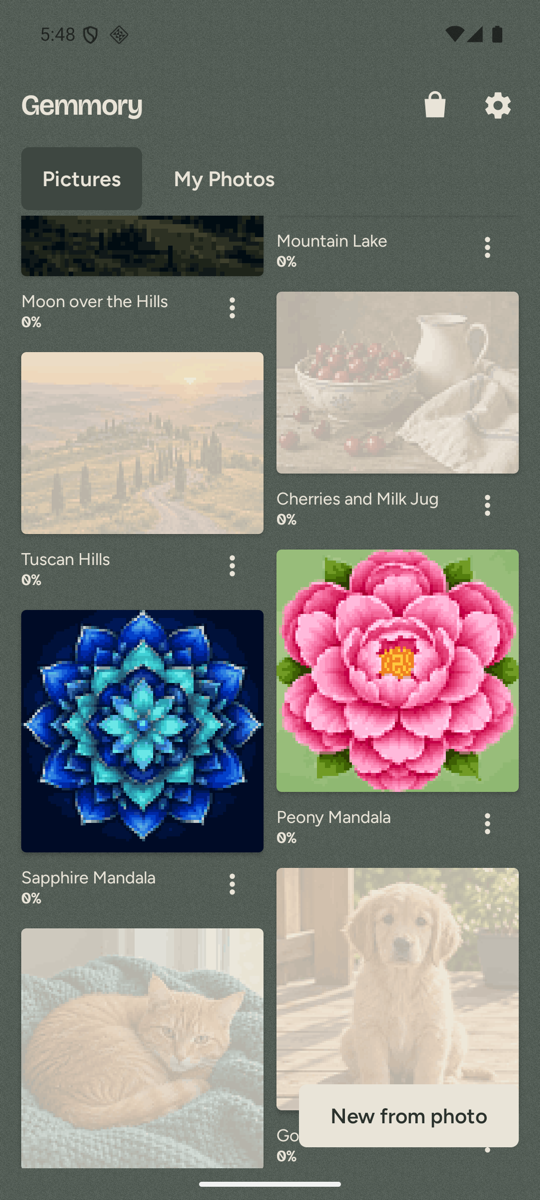 5:48
Gemmory
Pictures
My Photos
Mountain Lake
0%
Moon over the Hills
0%
Cherries and Milk Jug
0%
Tuscan Hills
0%
Peony Mandala
0%
Sapphire Mandala
0%
New from photo
Go
0%